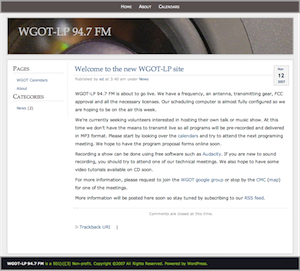 Home About Calendars
WGOT-LP 94.7 FM
Pages
WGOT Calendars
About
Categories
News (2)
Welcome to the new WGOT-LP site
Published by ed at 3:40 am under News
Mar
12
2007
WGOT-LP 94.7 FM is about to go live. We have a frequency, an antenna, transmitting gear, FCC
approval and all the necessary licenses. Our scheduling computer is almost fully configured so we
are hoping to be on the air this week.
We're currently seeking volunteers interested in hosting their own talk or music show. At this
time we don't have the means to transmit live so all programs will be pre-recorded and delivered
in MP3 format. Please start by looking over the calendars and try to attend the next programming
meeting. We hope to have the program proposal forms online soon.
Recording a show can be done using free software such as Audacity. If you are new to sound
recording, you should try to attend one of our technical meetings. We also hope to have some
video tutorials available on CD soon.
For more information, please request to join the WGOT google group or stop by the CMC (map)
for one of the meetings.
More information will be posted here soon so stay tuned by subscribing to our RSS feed.
Comments are closed at this time.
Trackback URI |
WGOT-LP 94.7 FM is a 501(c)(3) Non-profit. Copyright ©2007 All Rights Reserved. Powered by WordPress.